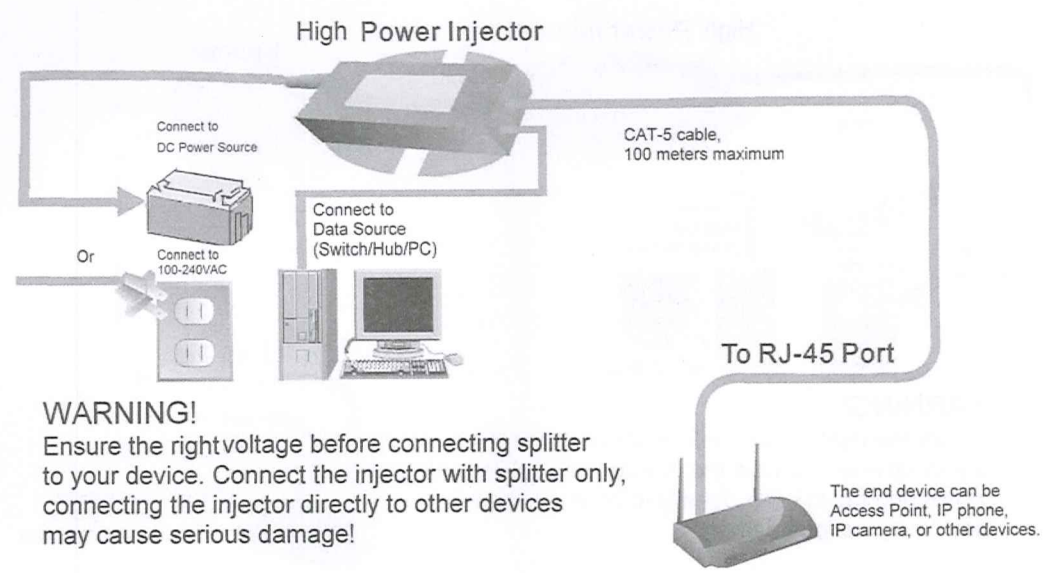 High Power Injector
Connect to
DC Power Source
CAT-5 cable,
100 meters maximum
Connect to
Data Source
(Switch/Hub/PC)
Or
Connect to
100-240VAC
To RJ-45 Port
WARNING!
Ensure the rightvoltage before connecting splitter
to your device. Connect the injector with splitter only,
connecting the injector directly to other devices
may cause serious damage!
The end device can be
Access Point, IP phone,
IP camera, or other devices.